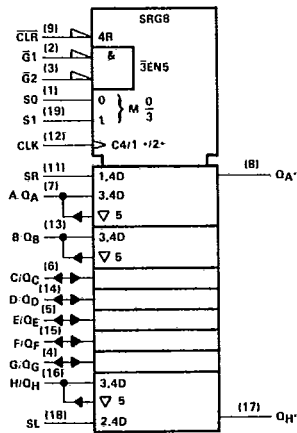 SRG8
(9)
CLR 4R
(2)
G1 &
(3) 3EN5
G2
(1)
S0 0 } M 0/3
(19)
S1 1
(12)
CLK C4/1→/2←
(11)
SR 1,4D (8) QA'
(7)
A/QA 3,4D
▽ 5
(13)
B/QB 3,4D
▽ 5
(6)
C/QC
(14)
D/QD
(5)
E/QE
(15)
F/QF
(4)
G/QG
(16)
H/QH 3,4D
▽ 5
(18) (17)
SL 2,4D QH'